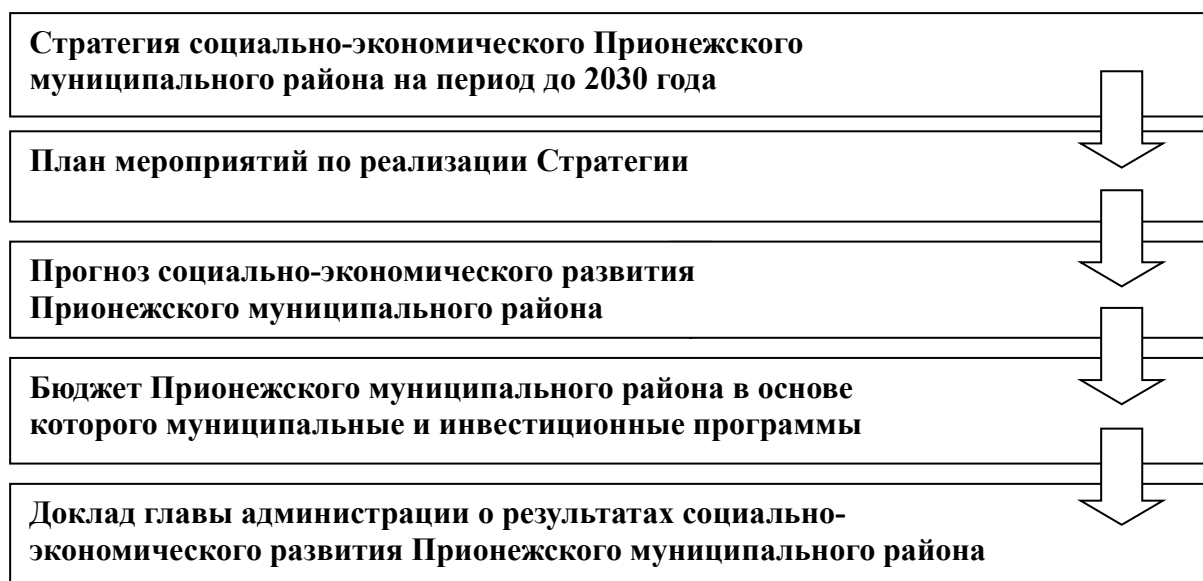 Стратегия социально-экономического Прионежского
муниципального района на период до 2030 года
План мероприятий по реализации Стратегии
Прогноз социально-экономического развития
Прионежского муниципального района
Бюджет Прионежского муниципального района в основе
которого муниципальные и инвестиционные программы
Доклад главы администрации о результатах социально-
экономического развития Прионежского муниципального района